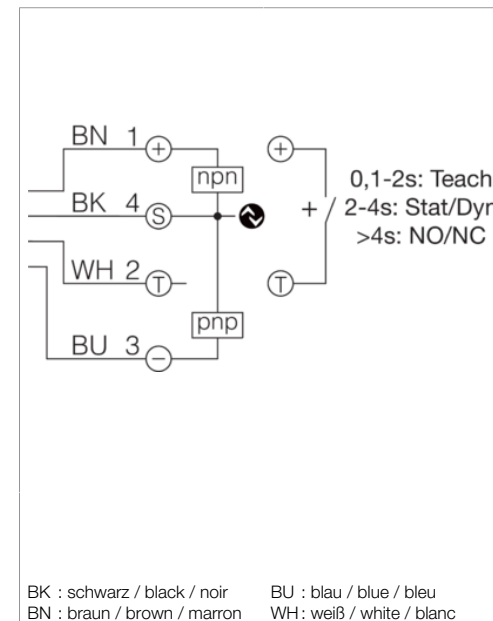 BN 1 +
npn
BK 4 S
WH 2 T
pnp
BU 3 −
+
+
T
0,1-2s: Teach
2-4s: Stat/Dyn
>4s: NO/NC
BK : schwarz / black / noir
BU : blau / blue / bleu
BN : braun / brown / marron
WH : weiß / white / blanc